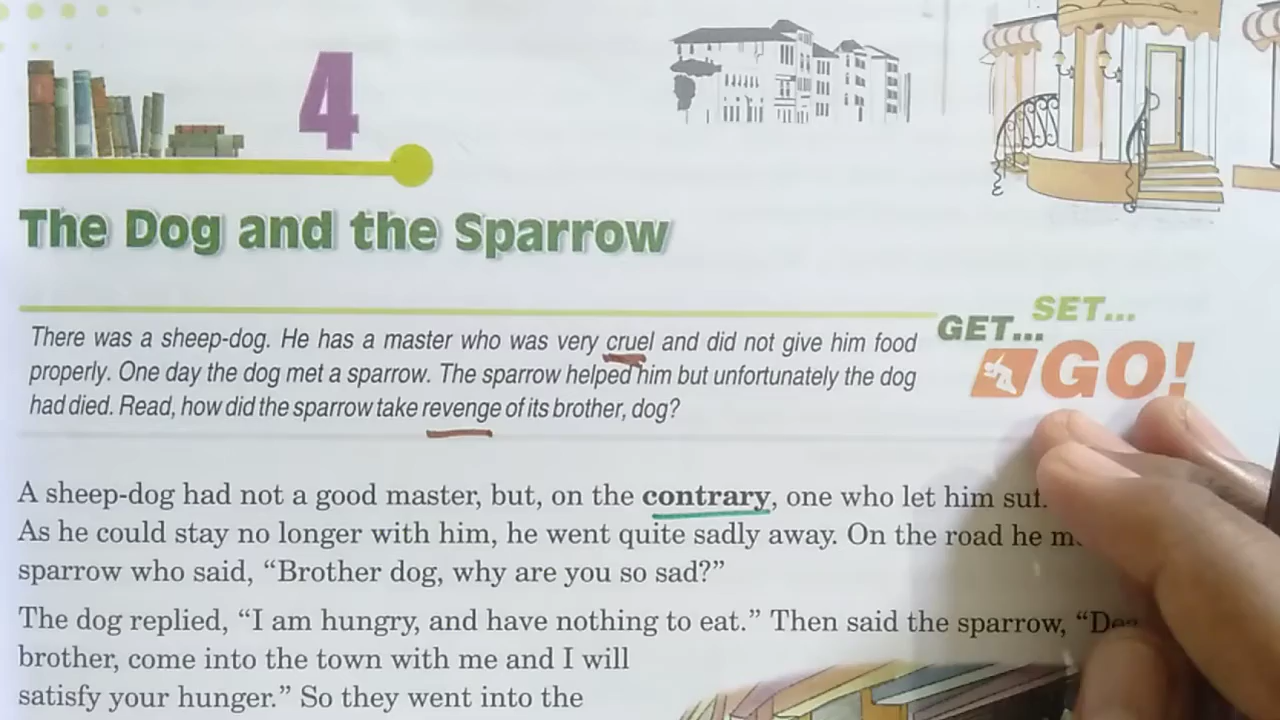 4
The Dog and the Sparrow
GET... SET...
GO!
There was a sheep-dog. He has a master who was very cruel and did not give him food
properly. One day the dog met a sparrow. The sparrow helped him but unfortunately the dog
had died. Read, how did the sparrow take revenge of its brother, dog?
A sheep-dog had not a good master, but, on the contrary, one who let him
As he could stay no longer with him, he went quite sadly away. On the road he
sparrow who said, “Brother dog, why are you so sad?”
The dog replied, “I am hungry, and have nothing to eat.” Then said the sparrow,
brother, come into the town with me and I will
satisfy your hunger.” So they went into the